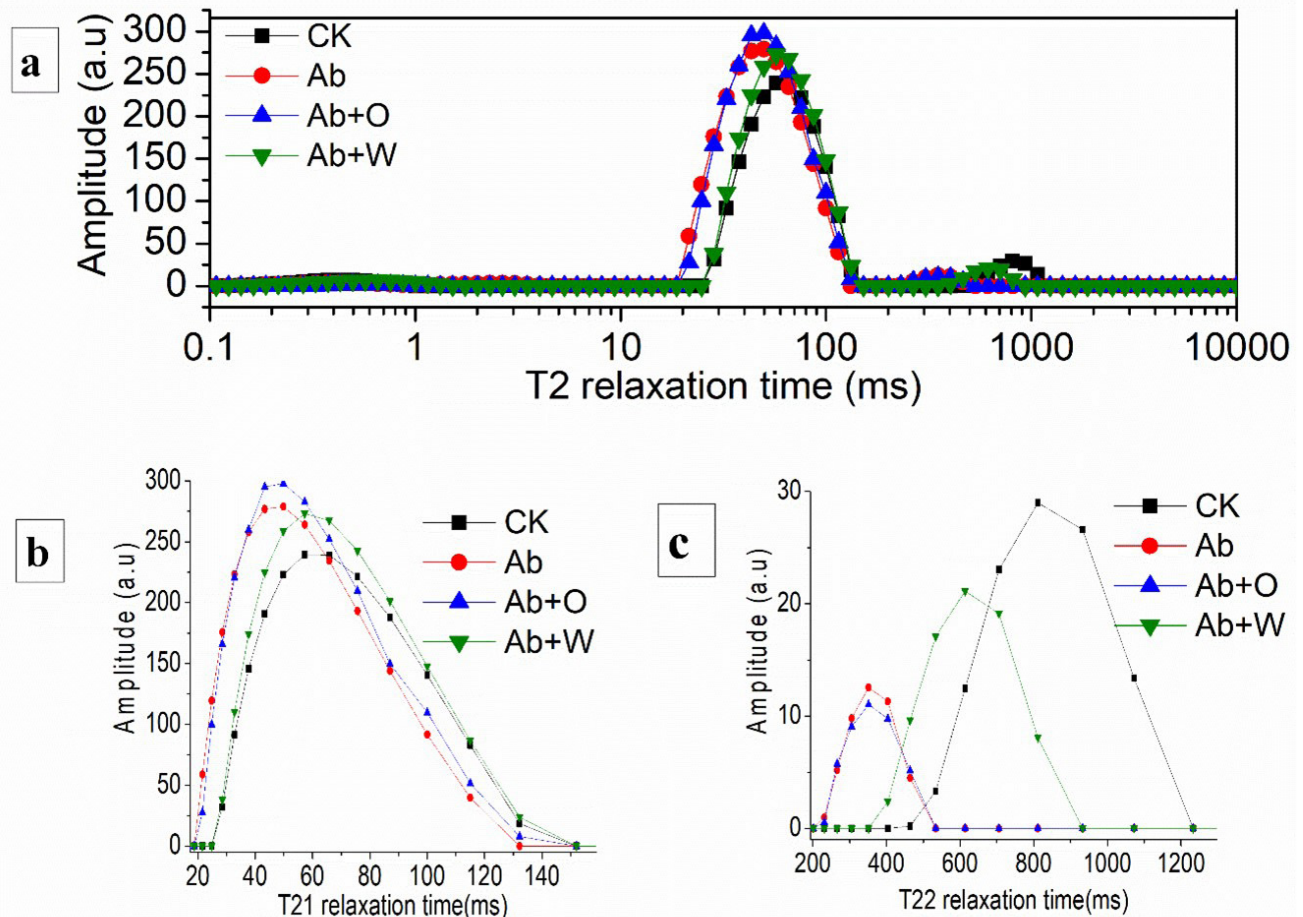 a
Amplitude (a.u)
300
250
200
150
100
50
0
CK
Ab
Ab+O
Ab+W
0.1 1 10 100 1000 10000
T2 relaxation time (ms)
b
Amplitude (a.u)
300
250
200
150
100
50
0
CK
Ab
Ab+O
Ab+W
20 40 60 80 100 120 140
T21 relaxation time(ms)
c
Amplitude (a.u)
30
20
10
0
CK
Ab
Ab+O
Ab+W
200 400 600 800 1000 1200
T22 relaxation time(ms)